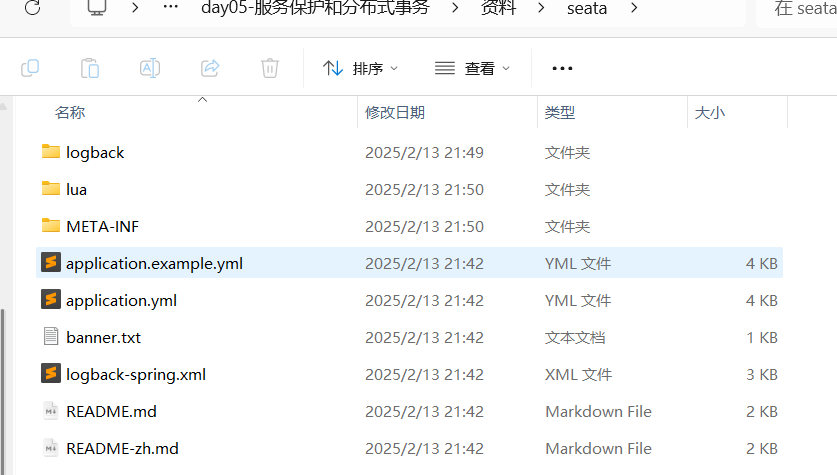 ··· day05-服务保护和分布式事务 > 资料 > seata > 在 seata
排序 查看 ···
名称 修改日期 类型 大小
logback 2025/2/13 21:49 文件夹
lua 2025/2/13 21:50 文件夹
META-INF 2025/2/13 21:50 文件夹
application.example.yml 2025/2/13 21:42 YML 文件 4 KB
application.yml 2025/2/13 21:42 YML 文件 4 KB
banner.txt 2025/2/13 21:42 文本文档 1 KB
logback-spring.xml 2025/2/13 21:42 XML 文件 3 KB
README.md 2025/2/13 21:42 Markdown File 2 KB
README-zh.md 2025/2/13 21:42 Markdown File 2 KB